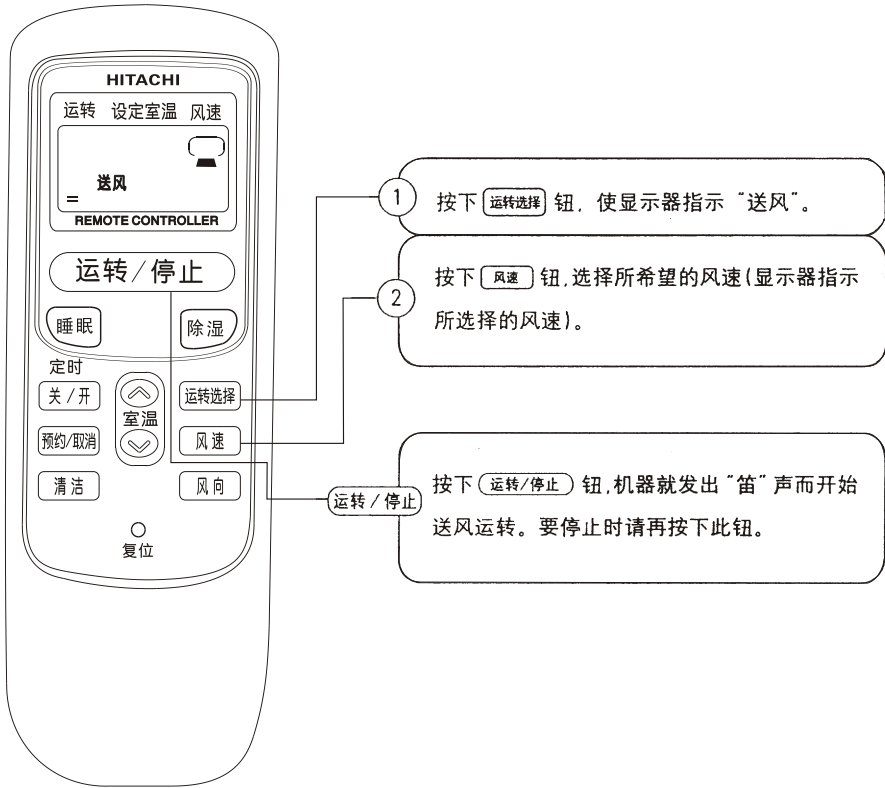 HITACHI
运转 设定室温 风速
送风
REMOTE CONTROLLER
运转/停止
睡眠
除湿
定时
关/开
室温
运转选择
预约/取消
风速
清洁
风向
复位
1
按下 运转选择 钮, 使显示器指示 “送风”。
2
按下 风速 钮,选择所希望的风速(显示器指示
所选择的风速)。
运转/停止
按下 运转/停止 钮,机器就发出“笛”声而开始
送风运转。要停止时请再按下此钮。